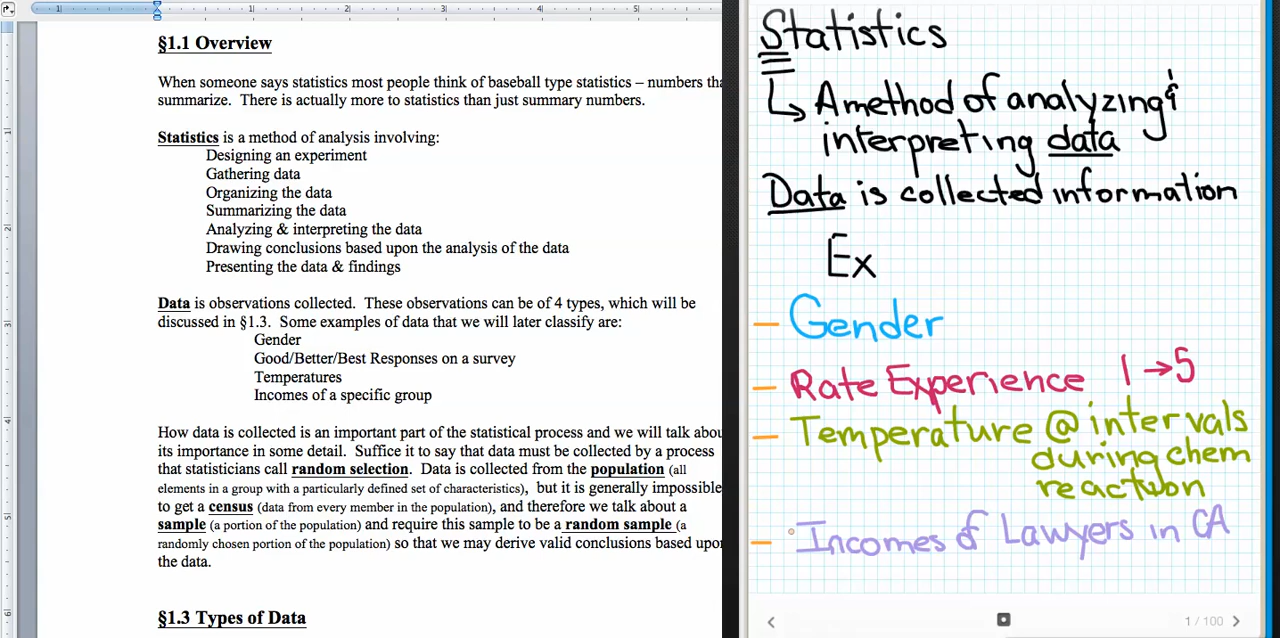 §1.1 Overview
When someone says statistics most people think of baseball type statistics – numbers tha
summarize. There is actually more to statistics than just summary numbers.
Statistics is a method of analysis involving:
Designing an experiment
Gathering data
Organizing the data
Summarizing the data
Analyzing & interpreting the data
Drawing conclusions based upon the analysis of the data
Presenting the data & findings
Data is observations collected. These observations can be of 4 types, which will be
discussed in §1.3. Some examples of data that we will later classify are:
Gender
Good/Better/Best Responses on a survey
Temperatures
Incomes of a specific group
How data is collected is an important part of the statistical process and we will talk abou
its importance in some detail. Suffice it to say that data must be collected by a process
that statisticians call random selection. Data is collected from the population (all
elements in a group with a particularly defined set of characteristics), but it is generally impossible
to get a census (data from every member in the population), and therefore we talk about a
sample (a portion of the population) and require this sample to be a random sample (a
randomly chosen portion of the population) so that we may derive valid conclusions based upon
the data.
§1.3 Types of Data
Statistics
↳ A method of analyzing &
interpreting data
Data is collected information
Ex
– Gender
– Rate Experience 1 → 5
– Temperature @ intervals
during chem
reaction
– Incomes of Lawyers in CA
1 / 100